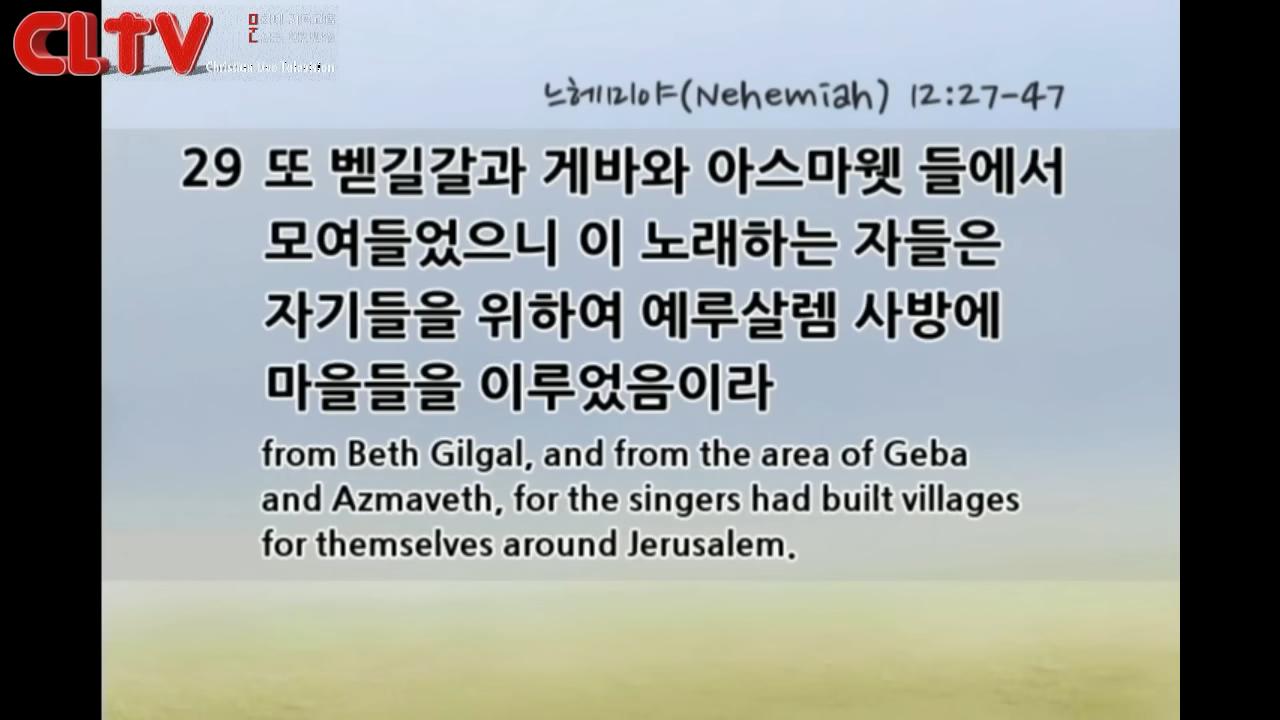 CLTV
Christian Live Television
느헤미야(Nehemiah) 12:27-47
29 또 벧길갈과 게바와 아스마웻 들에서
모여들었으니 이 노래하는 자들은
자기들을 위하여 예루살렘 사방에
마을들을 이루었음이라
from Beth Gilgal, and from the area of Geba
and Azmaveth, for the singers had built villages
for themselves around Jerusalem.